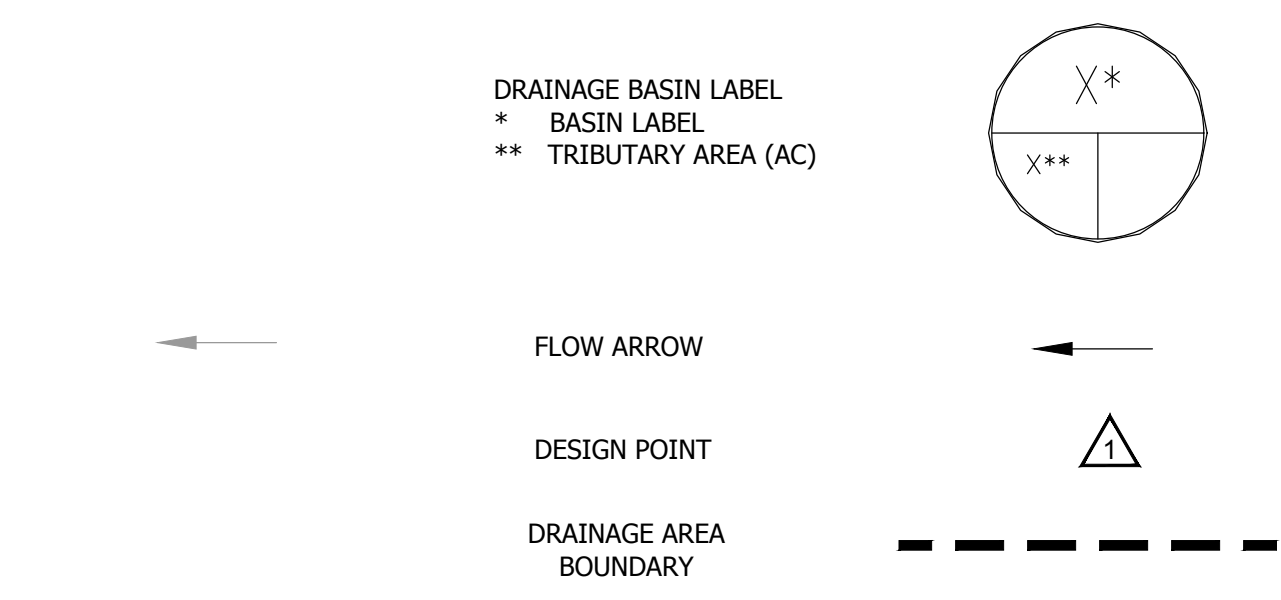 DRAINAGE BASIN LABEL
* BASIN LABEL
** TRIBUTARY AREA (AC)
X*
X**
FLOW ARROW
DESIGN POINT
1
DRAINAGE AREA
BOUNDARY